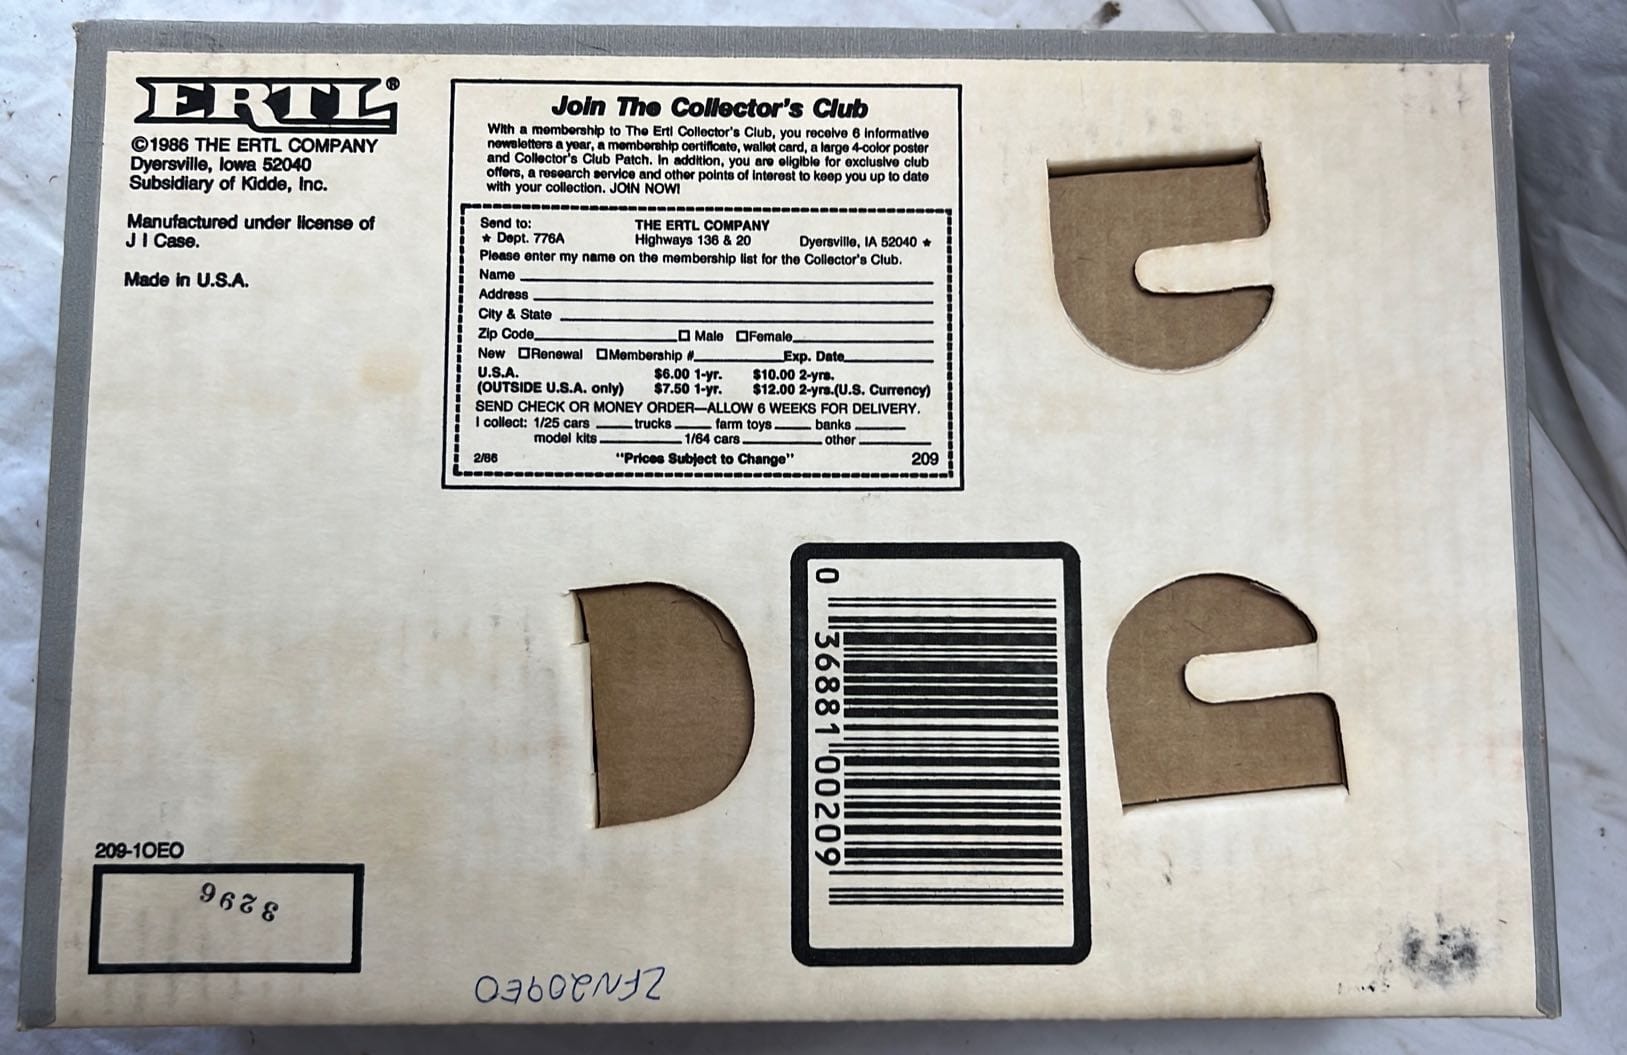 ERTL®
©1986 THE ERTL COMPANY
Dyersville, Iowa 52040
Subsidiary of Kidde, Inc.
Manufactured under license of
J I Case.
Made in U.S.A.
Join The Collector's Club
With a membership to The Ertl Collector's Club, you receive 6 informative
newsletters a year, a membership certificate, wallet card, a large 4-color poster
and Collector's Club Patch. In addition, you are eligible for exclusive club
offers, a research service and other points of interest to keep you up to date
with your collection. JOIN NOW!
Send to: THE ERTL COMPANY
★ Dept. 776A Highways 136 & 20 Dyersville, IA 52040 ★
Please enter my name on the membership list for the Collector's Club.
Name
Address
City & State
Zip Code ☐ Male ☐ Female
New ☐ Renewal ☐ Membership # Exp. Date
U.S.A. $6.00 1-yr. $10.00 2-yrs.
(OUTSIDE U.S.A. only) $7.50 1-yr. $12.00 2-yrs.(U.S. Currency)
SEND CHECK OR MONEY ORDER—ALLOW 6 WEEKS FOR DELIVERY.
I collect: 1/25 cars trucks farm toys banks
model kits 1/64 cars other
2/86 "Prices Subject to Change" 209
0 36881 00209
209-1OEO
3296
ZFN209EO